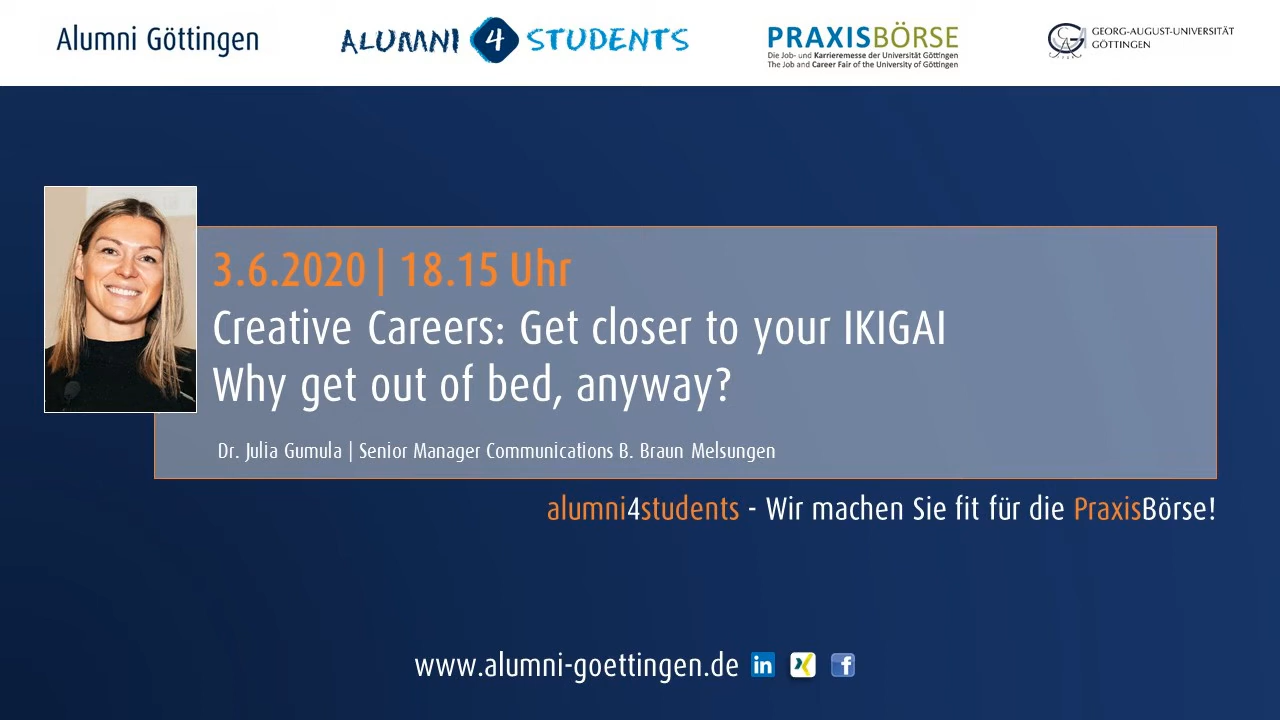 Alumni Göttingen
ALUMNI 4 STUDENTS
PRAXISBÖRSE
Die Job- und Karrieremesse der Universität Göttingen
The Job and Career Fair of the University of Göttingen
GEORG-AUGUST-UNIVERSITÄT
GÖTTINGEN
3.6.2020 | 18.15 Uhr
Creative Careers: Get closer to your IKIGAI
Why get out of bed, anyway?
Dr. Julia Gumula | Senior Manager Communications B. Braun Melsungen
alumni4students - Wir machen Sie fit für die PraxisBörse!
www.alumni-goettingen.de